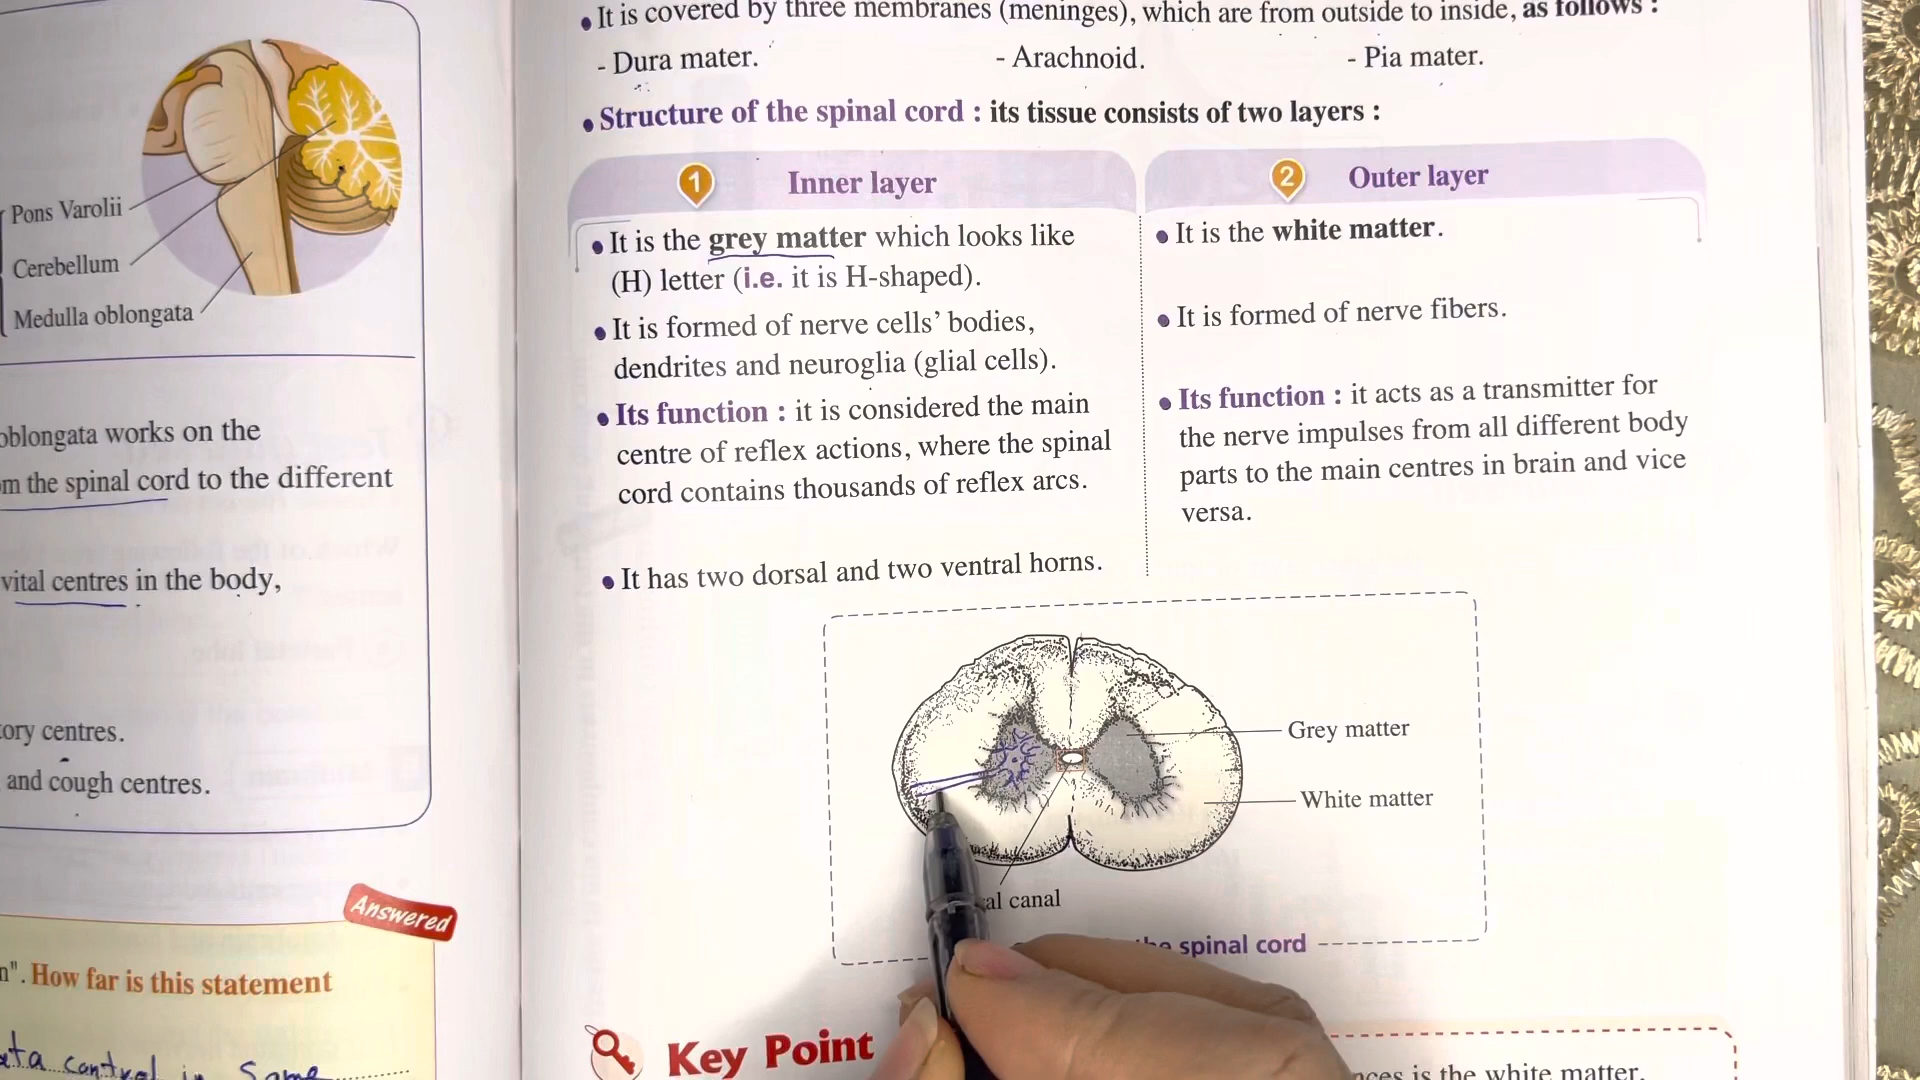 Pons Varolii
Cerebellum
Medulla oblongata
oblongata works on the
the spinal cord to the different
vital centres in the body,
centres.
and cough centres.
Answered
How far is this statement
control in Some
• It is covered by three membranes (meninges), which are from outside to inside, as follows :
- Dura mater. - Arachnoid. - Pia mater.
• Structure of the spinal cord : its tissue consists of two layers :
1 Inner layer
• It is the grey matter which looks like
(H) letter (i.e. it is H-shaped).
• It is formed of nerve cells' bodies,
dendrites and neuroglia (glial cells).
• Its function : it is considered the main
centre of reflex actions, where the spinal
cord contains thousands of reflex arcs.
• It has two dorsal and two ventral horns.
2 Outer layer
• It is the white matter.
• It is formed of nerve fibers.
• Its function : it acts as a transmitter for
the nerve impulses from all different body
parts to the main centres in brain and vice
versa.
Grey matter
White matter
canal
spinal cord
Key Point
is the white matter.